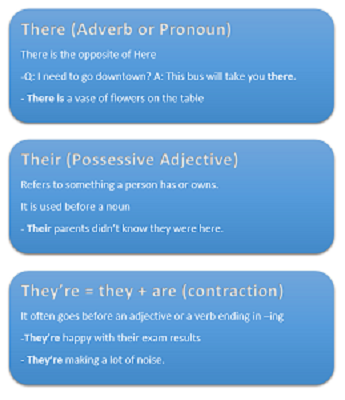 There (Adverb or Pronoun)
There is the opposite of Here
-Q: I need to go downtown? A: This bus will take you there.
- There is a vase of flowers on the table
Their (Possessive Adjective)
Refers to something a person has or owns.
It is used before a noun
- Their parents didn't know they were here.
They're = they + are (contraction)
It often goes before an adjective or a verb ending in –ing
-They're happy with their exam results
- They're making a lot of noise.